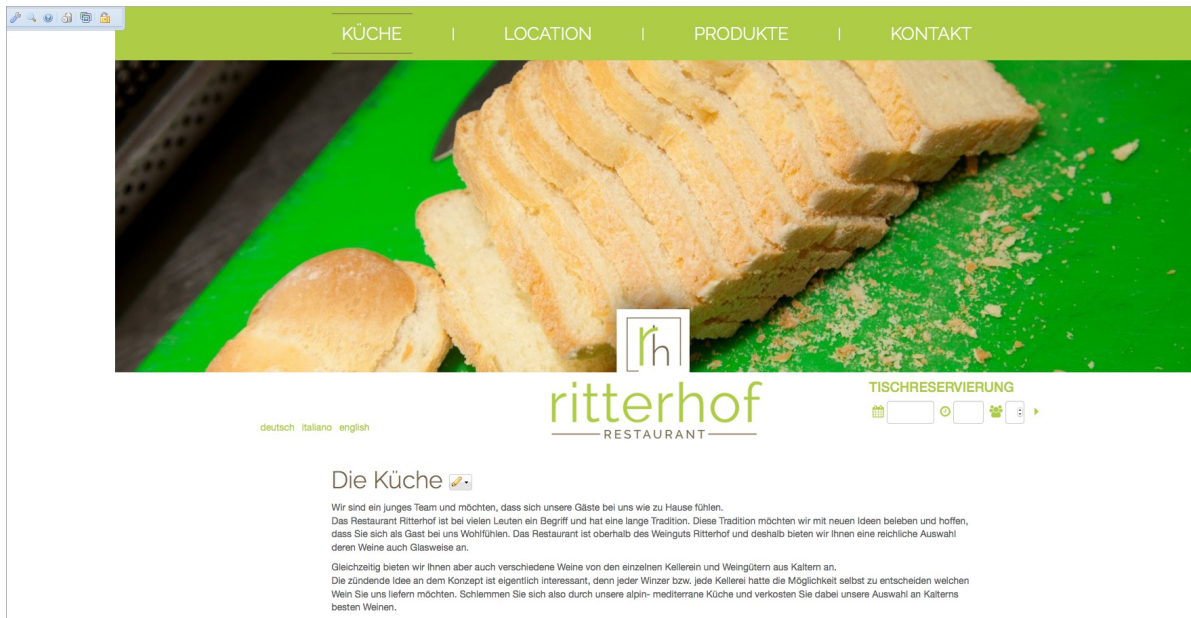 KÜCHE | LOCATION | PRODUKTE | KONTAKT
rh
ritterhof
RESTAURANT
TISCHRESERVIERUNG
deutsch italiano english
Die Küche
Wir sind ein junges Team und möchten, dass sich unsere Gäste bei uns wie zu Hause fühlen.
Das Restaurant Ritterhof ist bei vielen Leuten ein Begriff und hat eine lange Tradition. Diese Tradition möchten wir mit neuen Ideen beleben und hoffen,
dass Sie sich als Gast bei uns Wohlfühlen. Das Restaurant ist oberhalb des Weinguts Ritterhof und deshalb bieten wir Ihnen eine reichliche Auswahl
deren Weine auch Glasweise an.
Gleichzeitig bieten wir Ihnen aber auch verschiedene Weine von den einzelnen Kellerein und Weingütern aus Kaltern an.
Die zündende Idee an dem Konzept ist eigentlich interessant, denn jeder Winzer bzw. jede Kellerei hatte die Möglichkeit selbst zu entscheiden welchen
Wein Sie uns liefern möchten. Schlemmen Sie sich also durch unsere alpin- mediterrane Küche und verkosten Sie dabei unsere Auswahl an Kalterns
besten Weinen.